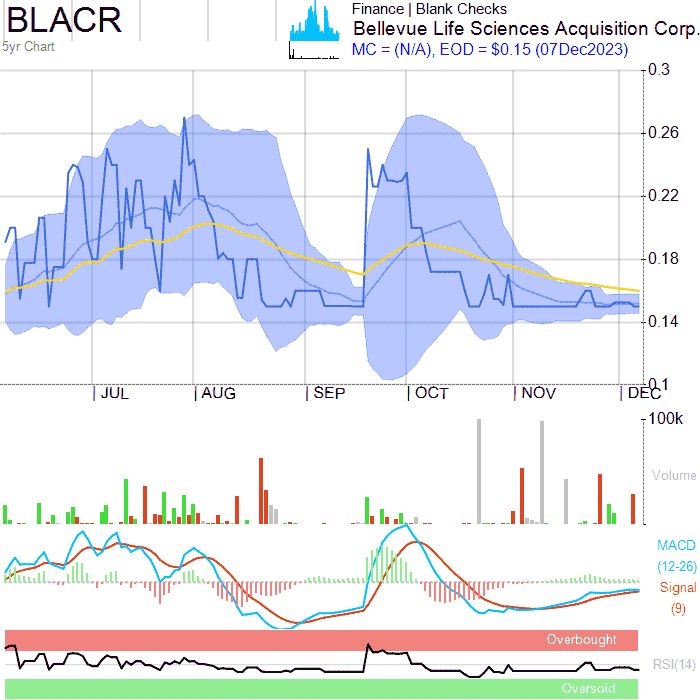 BLACR
5yr Chart
Finance | Blank Checks
Bellevue Life Sciences Acquisition Corp.
MC = (N/A), EOD = $0.15 (07Dec2023)
0.3
0.26
0.22
0.18
0.14
0.1
JUL AUG SEP OCT NOV DEC
100k
Volume
MACD
(12-26)
Signal
(9)
Overbought
RSI(14)
Oversold